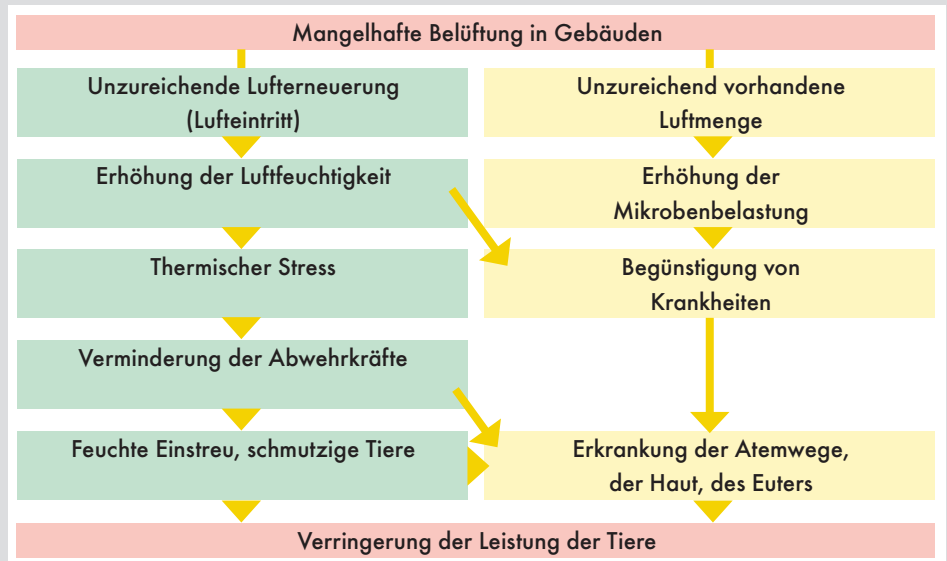 Mangelhafte Belüftung in Gebäuden
Unzureichende Lufterneuerung
(Lufteintritt)
Unzureichend vorhandene
Luftmenge
Erhöhung der Luftfeuchtigkeit
Erhöhung der
Mikrobenbelastung
Thermischer Stress
Begünstigung von
Krankheiten
Verminderung der Abwehrkräfte
Feuchte Einstreu, schmutzige Tiere
Erkrankung der Atemwege,
der Haut, des Euters
Verringerung der Leistung der Tiere